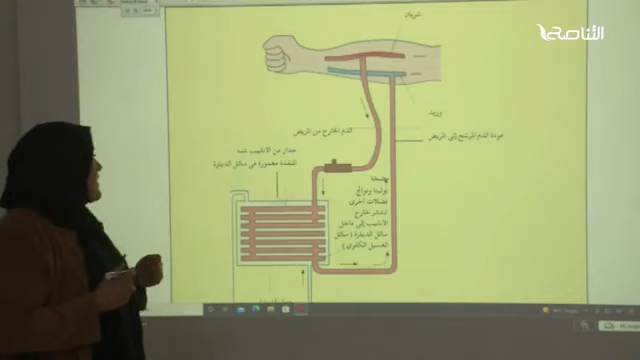 الناصرية
شريان
وريد
الدم الخارج من المريض
عودة الدم المرشح إلى المريض
جدار من الأنابيب شبه
المنفذة مغمورة في سائل الديلزة
مضخة
بولينا ونواتج
فضلات أخرى
تنتشر خارج
الأنابيب إلى داخل
سائل الديلزة ( سائل
الغسيل الكلوي )